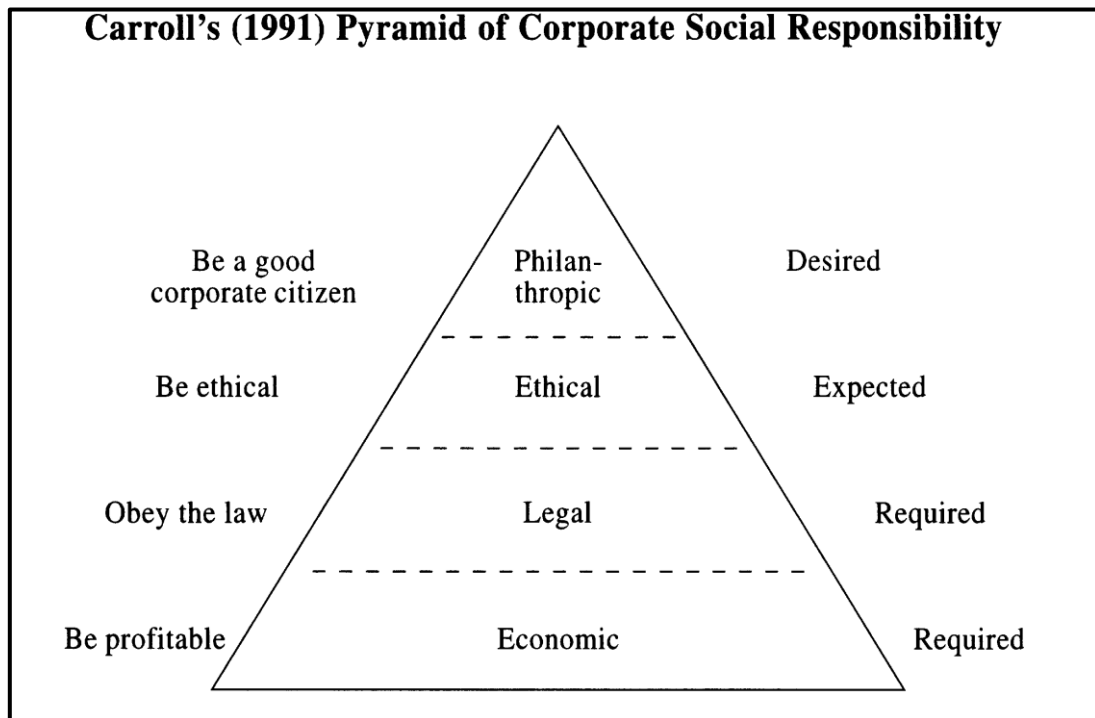 Carroll's (1991) Pyramid of Corporate Social Responsibility
Be a good
corporate citizen
Philan-
thropic
Desired
Be ethical
Ethical
Expected
Obey the law
Legal
Required
Be profitable
Economic
Required